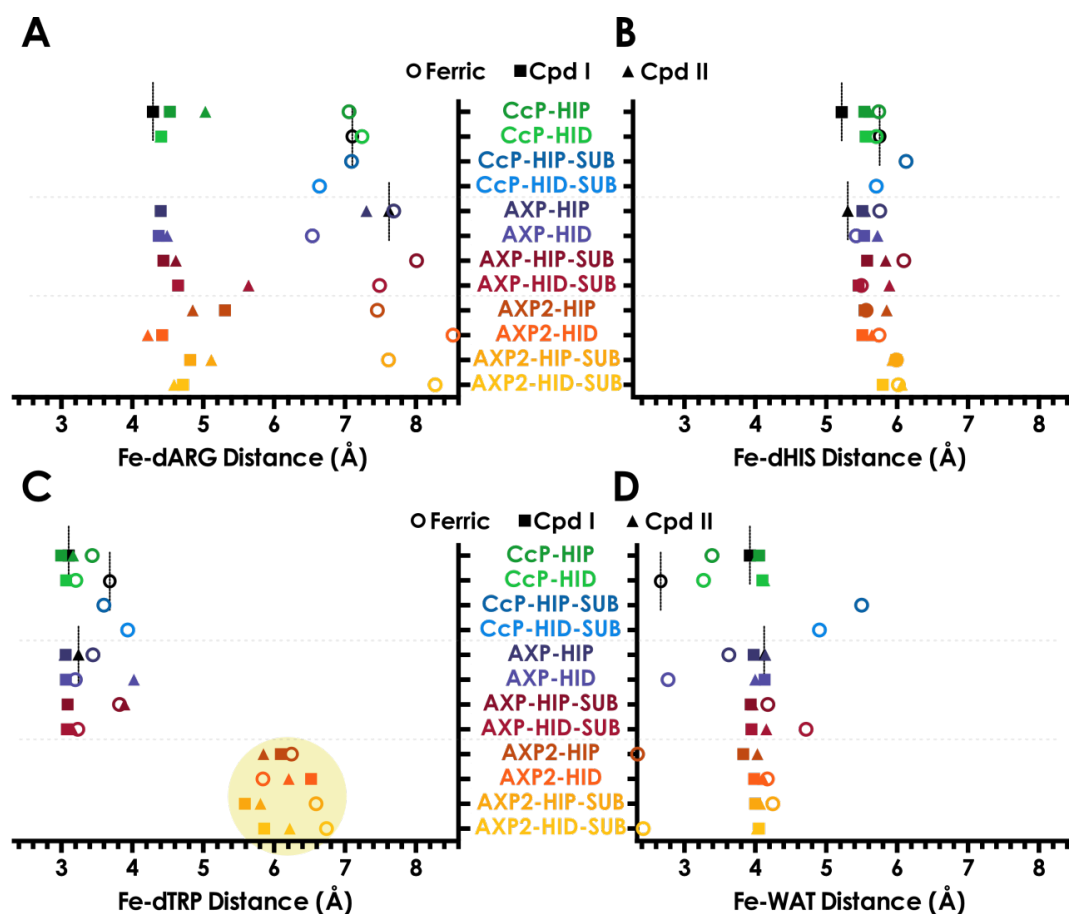 A
B
Ferric Cpd I Cpd II
CcP-HIP
CcP-HID
CcP-HIP-SUB
CcP-HID-SUB
AXP-HIP
AXP-HID
AXP-HIP-SUB
AXP-HID-SUB
AXP2-HIP
AXP2-HID
AXP2-HIP-SUB
AXP2-HID-SUB
3 4 5 6 7 8
Fe-dARG Distance (Å)
3 4 5 6 7 8
Fe-dHIS Distance (Å)
C
D
Ferric Cpd I Cpd II
CcP-HIP
CcP-HID
CcP-HIP-SUB
CcP-HID-SUB
AXP-HIP
AXP-HID
AXP-HIP-SUB
AXP-HID-SUB
AXP2-HIP
AXP2-HID
AXP2-HIP-SUB
AXP2-HID-SUB
3 4 5 6 7 8
Fe-dTRP Distance (Å)
3 4 5 6 7 8
Fe-WAT Distance (Å)